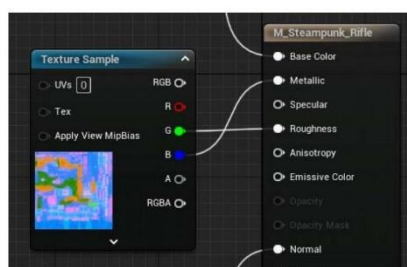 M_Steampunk_Rifle
Base Color
Texture Sample
Metallic
UVs 0
RGB
Specular
Tex
R
Roughness
Apply View MipBias
G
B
Anisotropy
A
Emissive Color
RGBA
Opacity
Opacity Mask
Normal